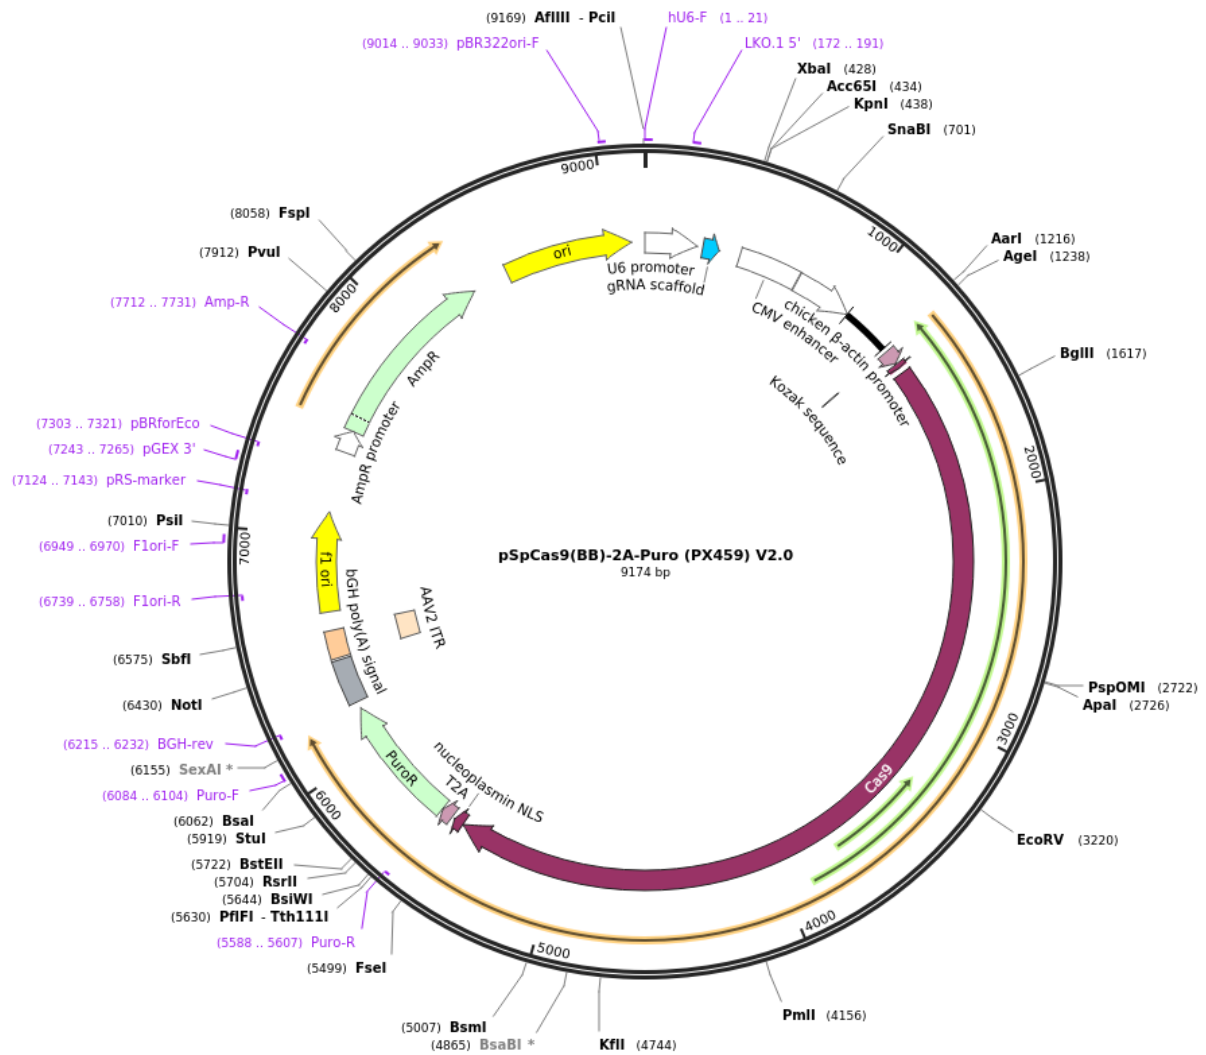 (9169) AflIII - PciI
hU6-F (1 .. 21)
(9014 .. 9033) pBR322ori-F
LKO.1 5' (172 .. 191)
XbaI (428)
Acc65I (434)
KpnI (438)
SnaBI (701)
9000
(8058) FspI
(7912) PvuI
1000
AarI (1216)
AgeI (1238)
ori
U6 promoter
gRNA scaffold
8000
(7712 .. 7731) Amp-R
chicken β-actin promoter
CMV enhancer
BglII (1617)
AmpR
Kozak sequence
(7303 .. 7321) pBRforEco
(7243 .. 7265) pGEX 3'
AmpR promoter
2000
(7124 .. 7143) pRS-marker
(7010) PsiI
(6949 .. 6970) F1ori-F
7000
pSpCas9(BB)-2A-Puro (PX459) V2.0
9174 bp
f1 ori
(6739 .. 6758) F1ori-R
bGH poly(A) signal
AAV2 ITR
(6575) SbfI
PspOMI (2722)
ApaI (2726)
(6430) NotI
3000
(6215 .. 6232) BGH-rev
(6155) SexAI *
(6084 .. 6104) Puro-F
PuroR
nucleoplasmin NLS
T2A
Cas9
6000
(6062) BsaI
(5919) StuI
EcoRV (3220)
(5722) BstEII
(5704) RsrII
(5644) BsiWI
(5630) PflFI - Tth111I
4000
(5588 .. 5607) Puro-R
5000
(5499) FseI
PmlI (4156)
(5007) BsmI
(4865) BsaBI *
KflI (4744)